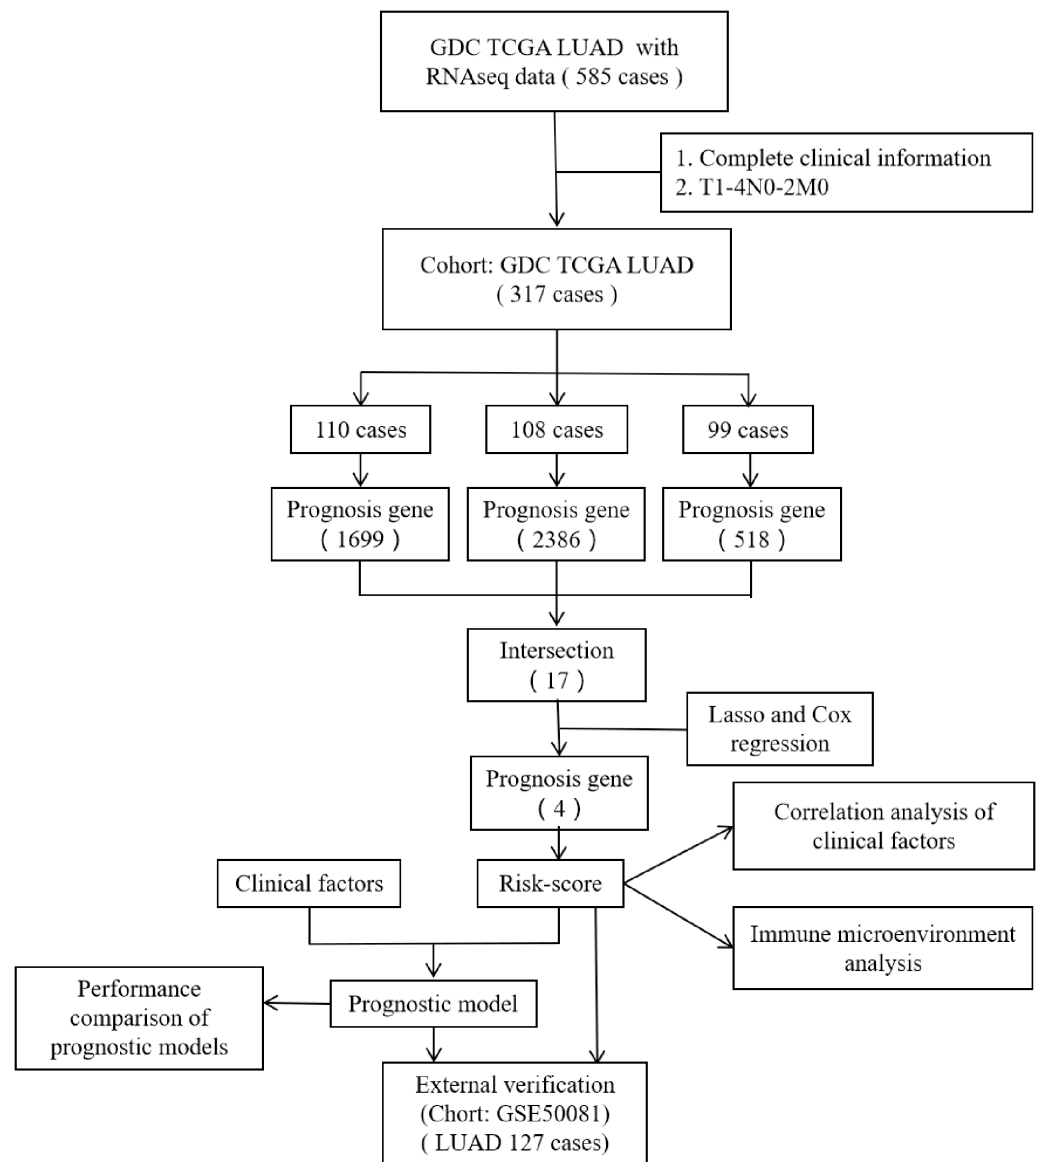 GDC TCGA LUAD with
RNAseq data ( 585 cases )
1. Complete clinical information
2. T1-4N0-2M0
Cohort: GDC TCGA LUAD
( 317 cases )
110 cases
108 cases
99 cases
Prognosis gene
( 1699 )
Prognosis gene
( 2386 )
Prognosis gene
( 518 )
Intersection
( 17 )
Lasso and Cox
regression
Prognosis gene
( 4 )
Correlation analysis of
clinical factors
Clinical factors
Risk-score
Immune microenvironment
analysis
Performance
comparison of
prognostic models
Prognostic model
External verification
(Chort: GSE50081)
( LUAD 127 cases)